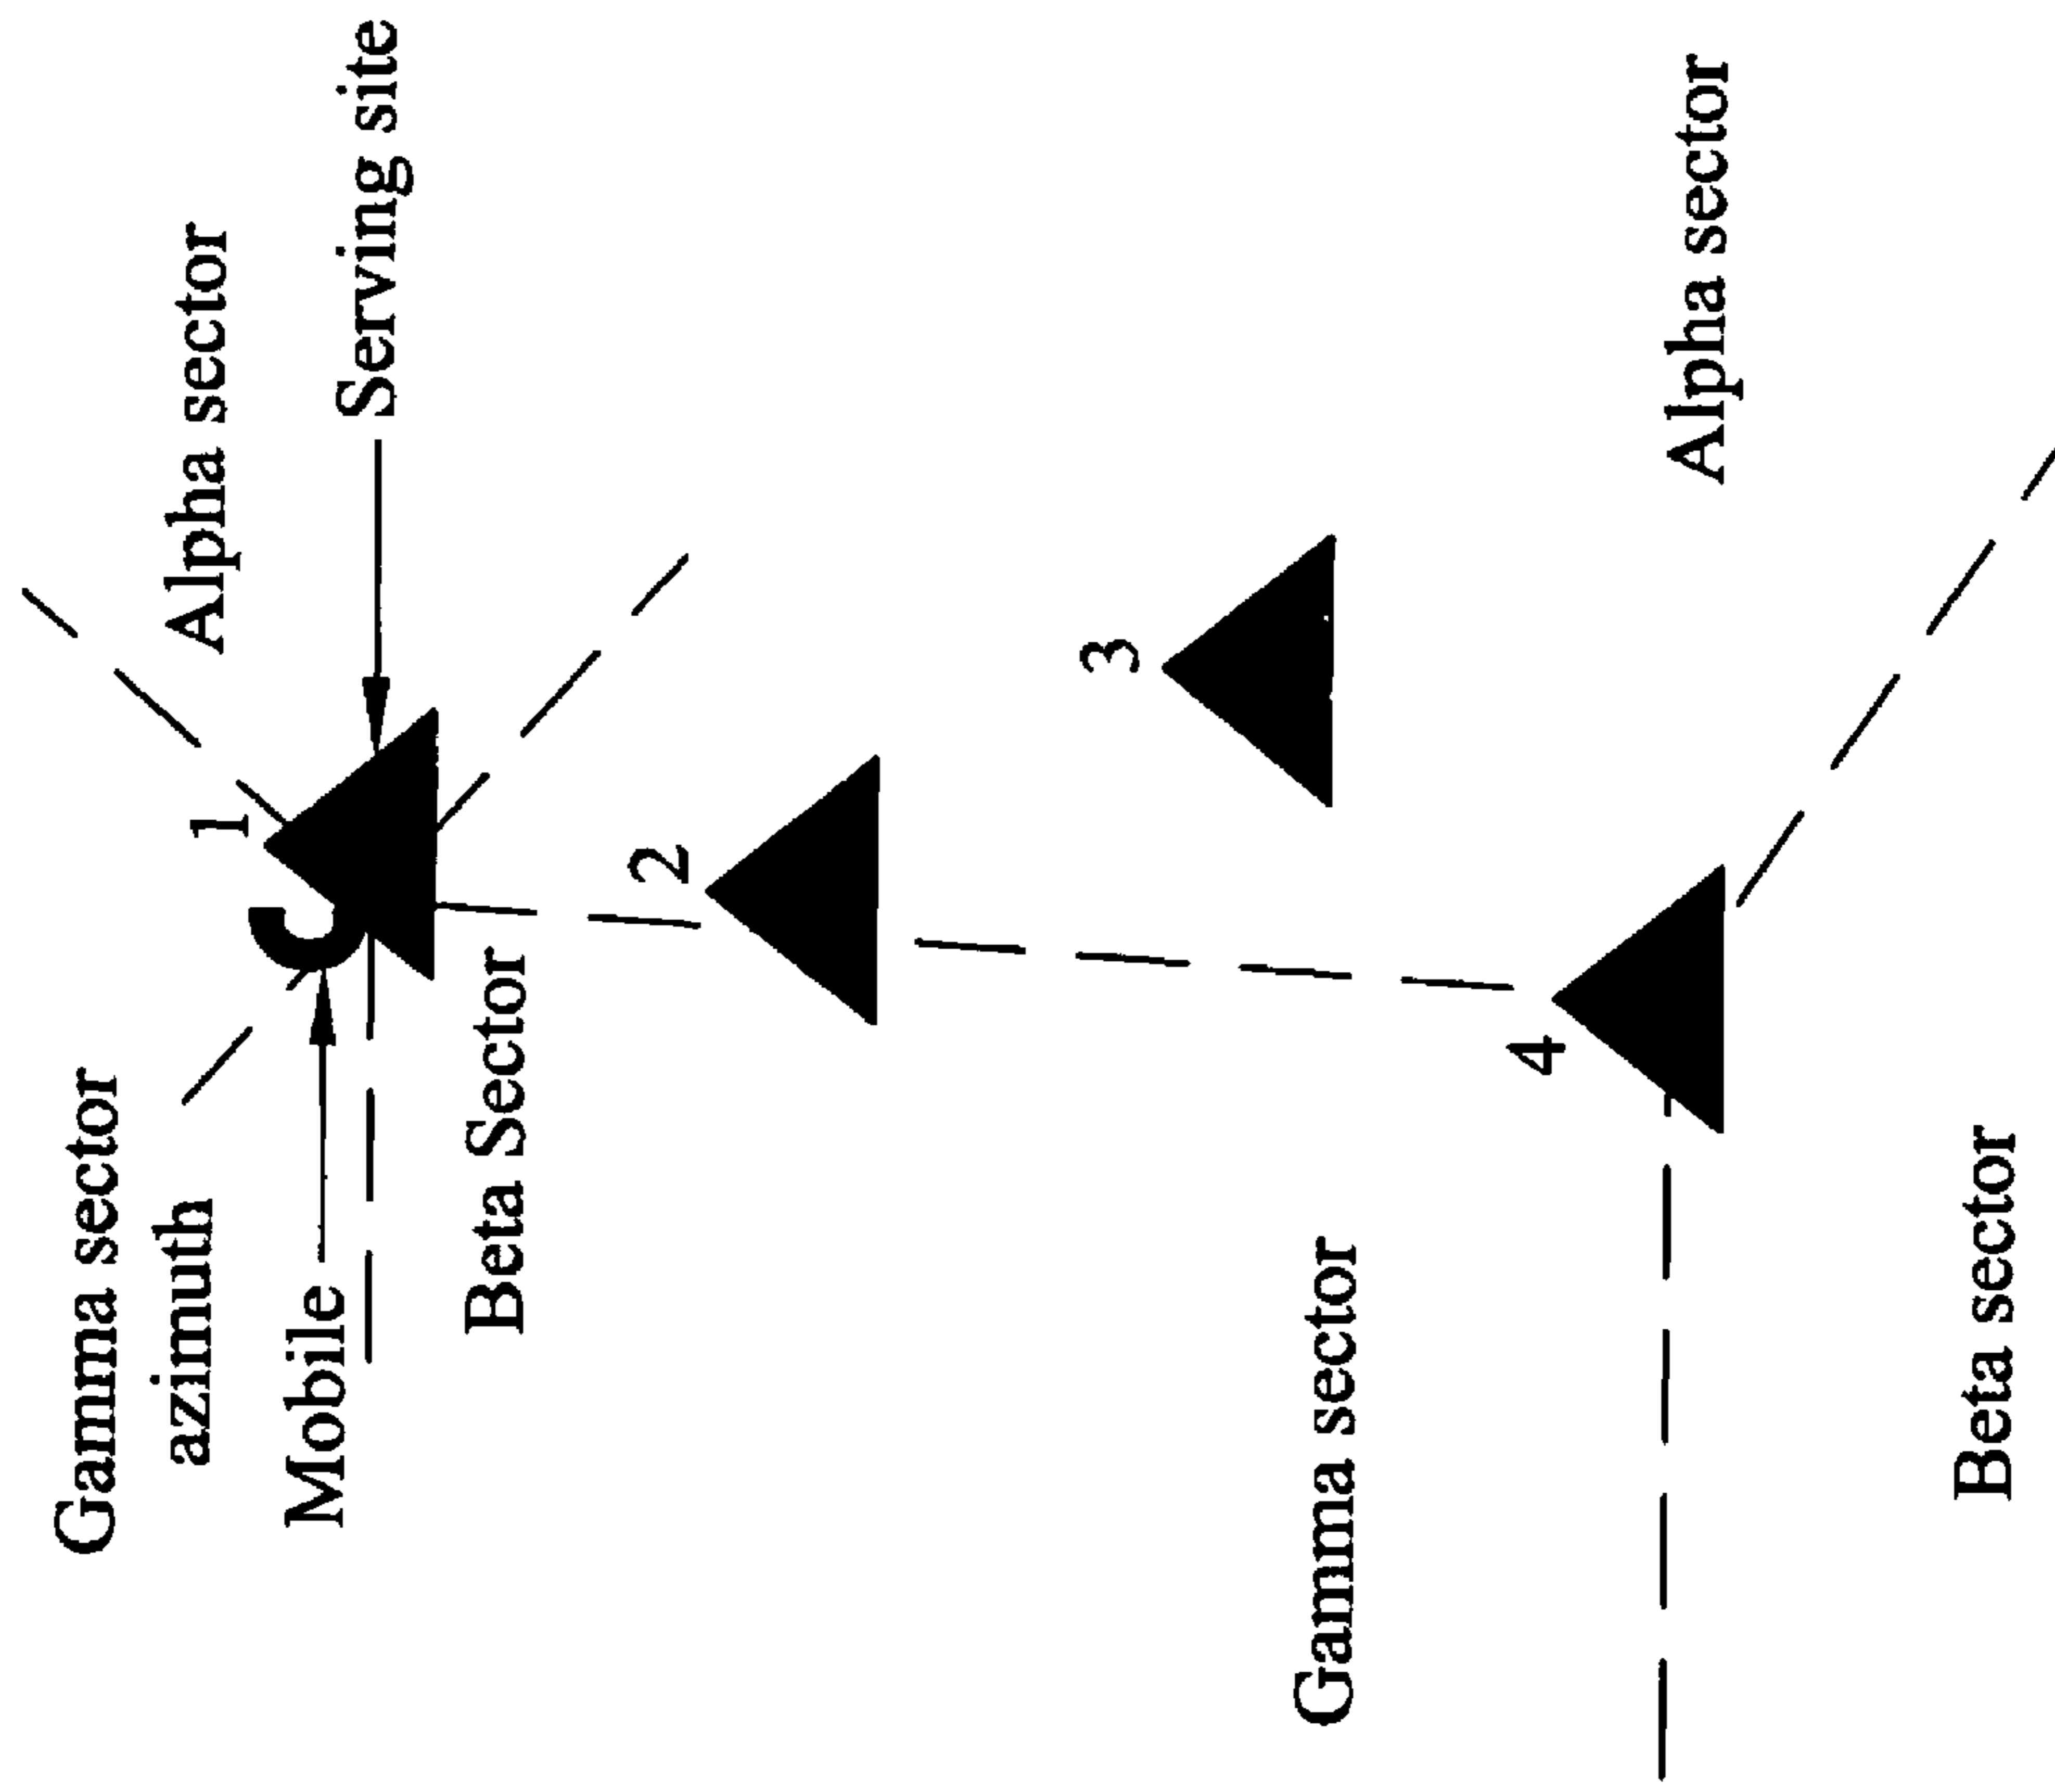 Gamma sector
azimuth
Mobile
1
Alpha sector
Serving site
Beta Sector
2
3
Gamma sector
4
Alpha sector
Beta sector